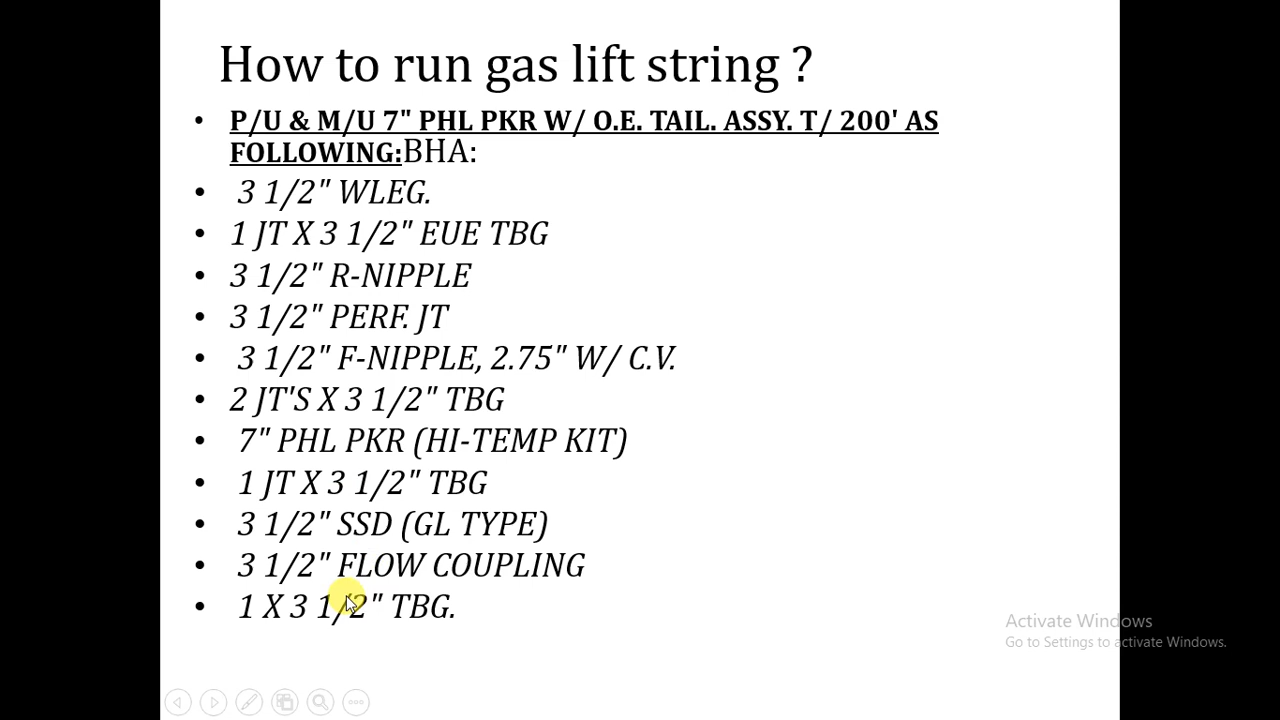 How to run gas lift string ?
• P/U & M/U 7" PHL PKR W/ O.E. TAIL. ASSY. T/ 200' AS
FOLLOWING:BHA:
• 3 1/2" WLEG.
• 1 JT X 3 1/2" EUE TBG
• 3 1/2" R-NIPPLE
• 3 1/2" PERF. JT
• 3 1/2" F-NIPPLE, 2.75" W/ C.V.
• 2 JT'S X 3 1/2" TBG
• 7" PHL PKR (HI-TEMP KIT)
• 1 JT X 3 1/2" TBG
• 3 1/2" SSD (GL TYPE)
• 3 1/2" FLOW COUPLING
• 1 X 3 1/2" TBG.
Activate Windows
Go to Settings to activate Windows.